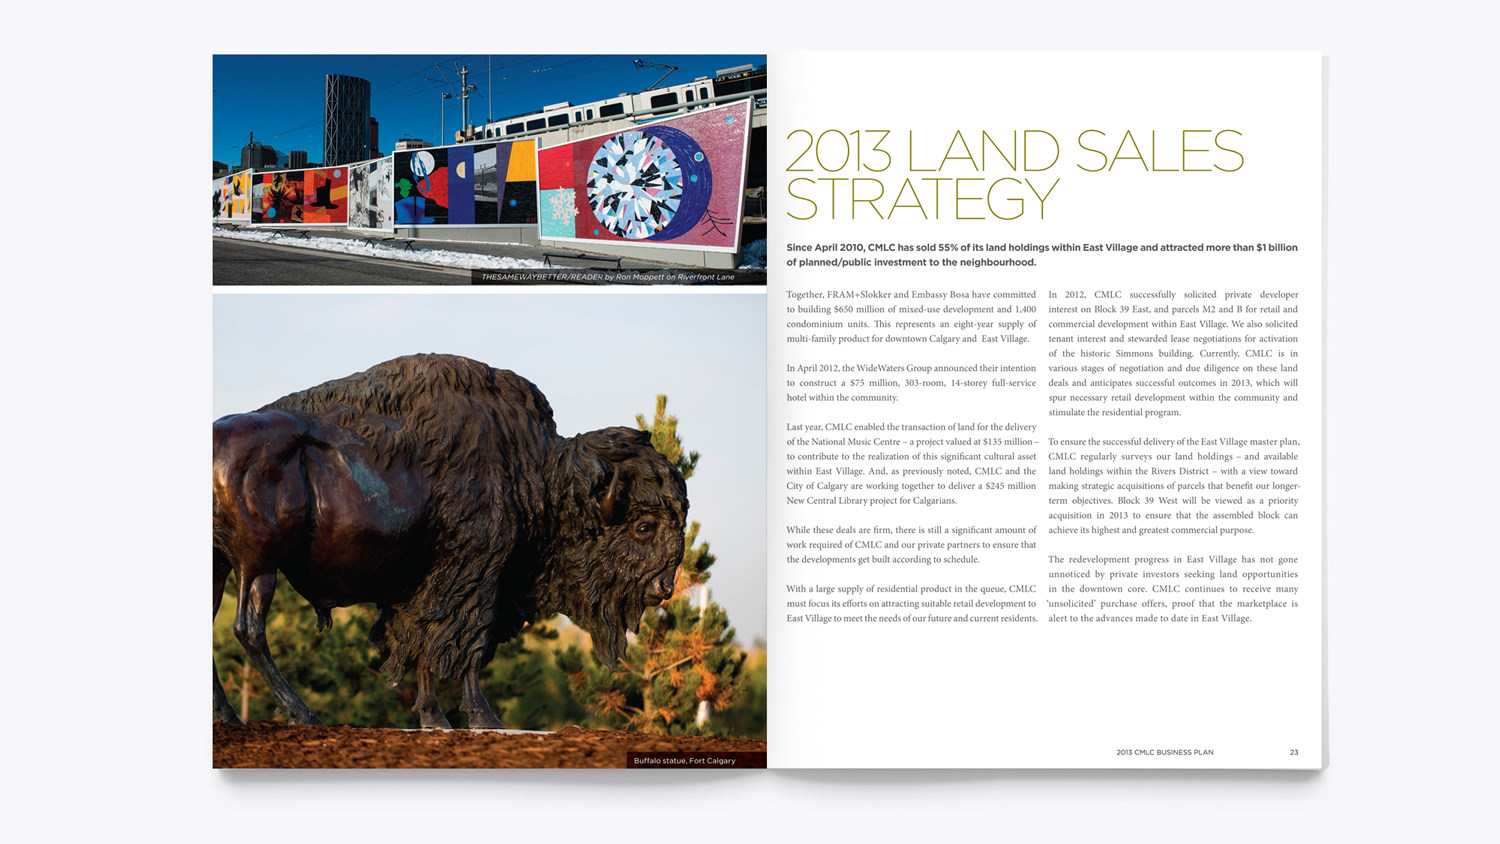 THESAMEWAYBETTER/READER by Ron Moppett on Riverfront Lane
Buffalo statue, Fort Calgary
2013 LAND SALES
STRATEGY
Since April 2010, CMLC has sold 55% of its land holdings within East Village and attracted more than $1 billion
of planned/public investment to the neighbourhood.
Together, FRAM+Slokker and Embassy Bosa have committed
to building $650 million of mixed-use development and 1,400
condominium units. This represents an eight-year supply of
multi-family product for downtown Calgary and East Village.
In April 2012, the WideWaters Group announced their intention
to construct a $75 million, 303-room, 14-storey full-service
hotel within the community.
Last year, CMLC enabled the transaction of land for the delivery
of the National Music Centre – a project valued at $135 million –
to contribute to the realization of this significant cultural asset
within East Village. And, as previously noted, CMLC and the
City of Calgary are working together to deliver a $245 million
New Central Library project for Calgarians.
While these deals are firm, there is still a significant amount of
work required of CMLC and our private partners to ensure that
the developments get built according to schedule.
With a large supply of residential product in the queue, CMLC
must focus its efforts on attracting suitable retail development to
East Village to meet the needs of our future and current residents.
In 2012, CMLC successfully solicited private developer
interest on Block 39 East, and parcels M2 and B for retail and
commercial development within East Village. We also solicited
tenant interest and stewarded lease negotiations for activation
of the historic Simmons building. Currently, CMLC is in
various stages of negotiation and due diligence on these land
deals and anticipates successful outcomes in 2013, which will
spur necessary retail development within the community and
stimulate the residential program.
To ensure the successful delivery of the East Village master plan,
CMLC regularly surveys our land holdings – and available
land holdings within the Rivers District – with a view toward
making strategic acquisitions of parcels that benefit our longer-
term objectives. Block 39 West will be viewed as a priority
acquisition in 2013 to ensure that the assembled block can
achieve its highest and greatest commercial purpose.
The redevelopment progress in East Village has not gone
unnoticed by private investors seeking land opportunities
in the downtown core. CMLC continues to receive many
'unsolicited' purchase offers, proof that the marketplace is
alert to the advances made to date in East Village.
2013 CMLC BUSINESS PLAN 23